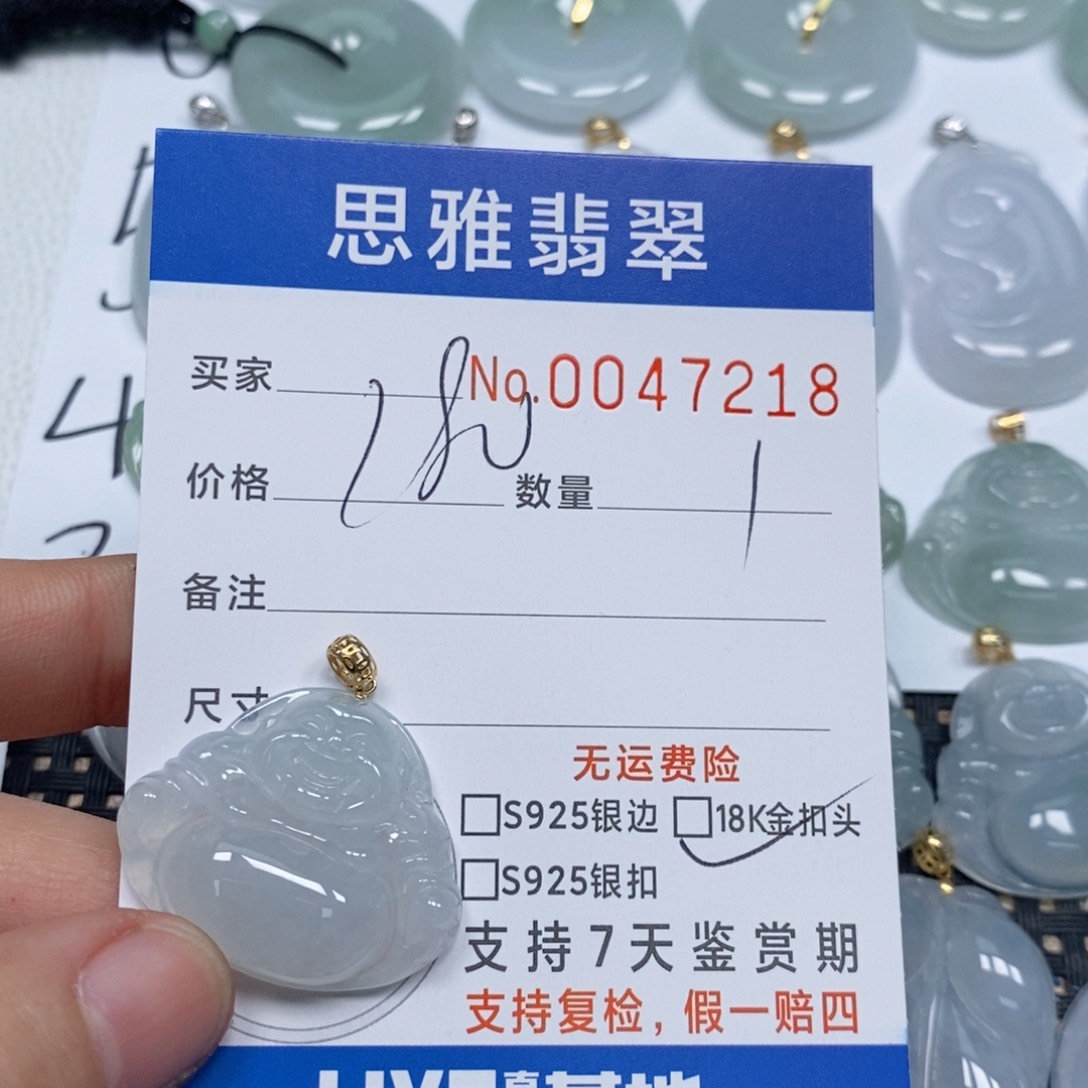 思雅翡翠
买家 No.0047218
价格 数量 1
备注
尺寸
无运费险
□S925银边 □18K金扣头
□S925银扣
支持7天鉴赏期
支持复检，假一赔四
4